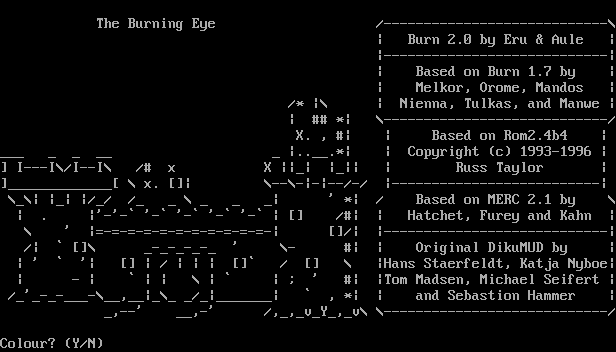 The Burning Eye
Burn 2.0 by Eru & Aule
Based on Burn 1.7 by
Melkor, Orome, Mandos
Nienna, Tulkas, and Manwe
Based on Rom2.4b4
Copyright (c) 1993-1996
Russ Taylor
Based on MERC 2.1 by
Hatchet, Furey and Kahn
Original DikuMUD by
Hans Staerfeldt, Katja Nyboe
Tom Madsen, Michael Seifert
and Sebastion Hammer
Colour? (Y/N)